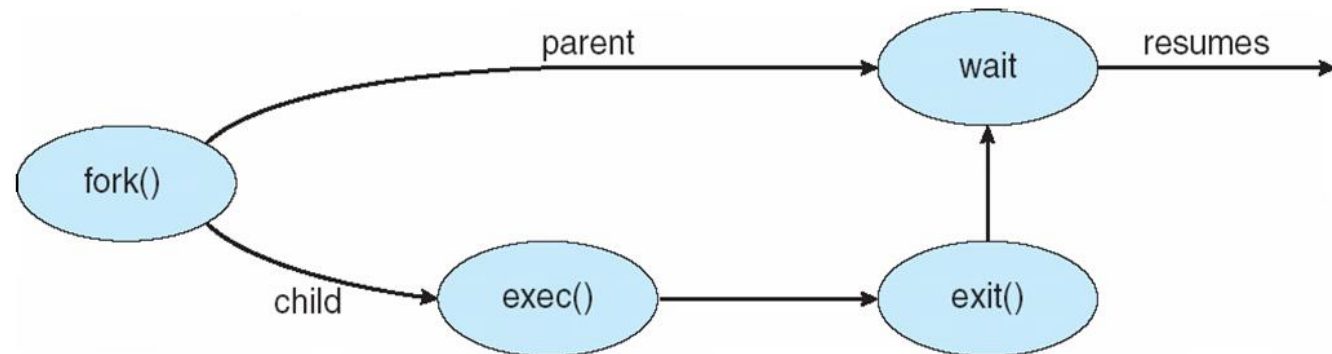 parent
wait
resumes
fork()
child
exec()
exit()